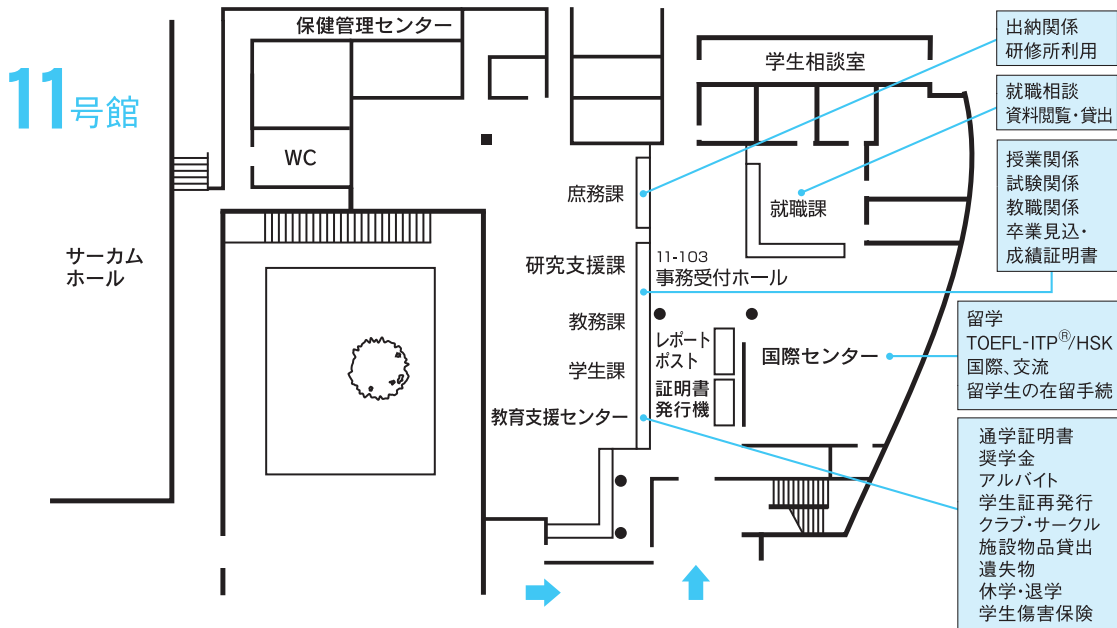 11号館
保健管理センター
WC
サーカム
ホール
学生相談室
庶務課
就職課
研究支援課
11-103
事務受付ホール
教務課
学生課
教育支援センター
レポート
ポスト
証明書
発行機
国際センター
出納関係
研修所利用
就職相談
資料閲覧・貸出
授業関係
試験関係
教職関係
卒業見込・
成績証明書
留学
TOEFL-ITP®/HSK
国際、交流
留学生の在留手続
通学証明書
奨学金
アルバイト
学生証再発行
クラブ・サークル
施設物品貸出
遺失物
休学・退学
学生傷害保険